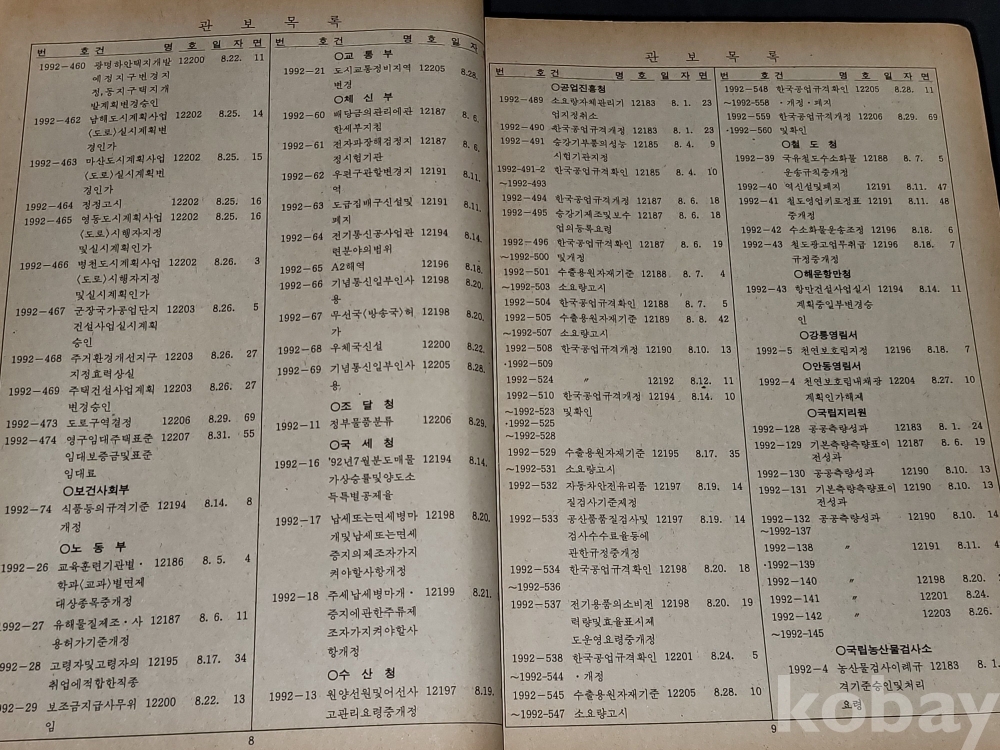 관 보 목 록
번 호 건 명 호 일 자 면
1992－460 광명하안택지개발 12200 8.22. 11
예정지구변경지
정,동지구택지개
발계획변경승인
1992－462 남해도시계획사업 12202 8.25. 14
〈도로〉실시계획변
경인가
1992－463 마산도시계획사업 12202 8.25. 15
〈도로〉실시계획변
경인가
1992－464 정정고시 12202 8.25. 16
1992－465 영동도시계획사업 12202 8.25. 16
〈도로〉시행자지정
및실시계획인가
1992－466 병천도시계획사업 12202 8.26. 3
〈도로〉시행자지정
및실시계획인가
1992－467 군장국가공업단지 12203 8.26. 5
건설사업실시계획
승인
1992－468 주거환경개선지구 12203 8.26. 27
지정효력상실
1992－469 주택건설사업계획 12203 8.26. 27
변경승인
1992－473 도로구역결정 12206 8.29. 69
1992－474 영구임대주택표준 12207 8.31. 55
임대보증금및표준
임대료
○보건사회부
1992－74 식품등의규격기준 12194 8.14. 8
개정
○노 동 부
1992－26 교육훈련기관별· 12186 8. 5. 4
학과〈교과〉별면제
대상종목중개정
1992－27 유해물질제조·사 12187 8. 6. 11
용허가기준개정
1992－28 고령자및고령자의 12195 8.17. 34
취업에적합한직종
1992－29 보조금지급사무위 12200 8.22. 13
임
번 호 건 명 호 일 자
○교 통 부
1992－21 도시교통정비지역 12205 8.28.
변경
○체 신 부
1992－60 배당금의관리에관 12187 8. 6.
한세부지침
1992－61 전자파장해검정지 12187 8. 6.
정시험기관
1992－62 우편구관할변경지 12191 8.11.
역
1992－63 도급집배구신설및 12191 8.11.
폐지
1992－64 전기통신공사업관 12194 8.14.
련분야의범위
1992－65 A2해역 12196 8.18.
1992－66 기념통신일부인사 12198 8.20.
용
1992－67 무선국〈방송국〉허 12198 8.20.
가
1992－68 우체국신설 12200 8.22.
1992－69 기념통신일부인사 12205 8.28.
용
○조 달 청
1992－11 정부물품분류 12206 8.29.
○국 세 청
1992－16 '92년7월분도매물 12194 8.14.
가상승률및양도소
득특별공제율
1992－17 납세또는면세병마 12198 8.20.
개및납세또는면세
증지의제조자가지
켜야할사항개정
1992－18 주세납세병마개· 12199 8.21.
증지에관한주류제
조자가지켜야할사
항개정
○수 산 청
1992－13 원양선원및어선사 12197 8.19.
고관리요령중개정
8
관 보 목 록
번 호 건 명 호 일 자 면
○공업진흥청
1992－489 소요량자체관리기 12183 8. 1. 23
업지정취소
1992－490 한국공업규격개정 12183 8. 1. 23
1992－491 승강기부품의성능 12185 8. 4. 9
시험기관지정
1992－491-2 한국공업규격확인 12185 8. 4. 10
～1992-493
1992－494 한국공업규격개정 12187 8. 6. 18
1992－495 승강기제조및보수 12187 8. 6. 18
업의등록요령
1992－496 한국공업규격확인 12187 8. 6. 19
～1992-500 및개정
1992－501 수출용원자재기준 12188 8. 7. 4
～1992-503 소요량고시
1992－504 한국공업규격확인 12188 8. 7. 5
1992－505 수출용원자재기준 12189 8. 8. 42
～1992-507 소요량고시
1992－508 한국공업규격개정 12190 8.10. 13
·1992-509
1992－524 〃 12192 8.12. 11
1992－510 한국공업규격개정 12194 8.14. 10
～1992-523 및확인
·1992-525
～1992-528
1992－529 수출용원자재기준 12195 8.17. 35
～1992-531 소요량고시
1992－532 자동차안전유리품 12197 8.19. 14
질검사기준제정
1992－533 공산품품질검사및 12197 8.19. 14
검사수수료율등에
관한규정중개정
1992－534 한국공업규격확인 12198 8.20. 18
～1992-536
1992－537 전기용품의소비전 12198 8.20. 19
력량및효율표시제
도운영요령중개정
1992－538 한국공업규격확인 12201 8.24. 5
～1992-544 ·개정
1992－545 수출용원자재기준 12205 8.28. 10
～1992-547 소요량고시
번 호 건 명 호 일 자 면
1992－548 한국공업규격확인 12205 8.28. 11
～1992-558 ·개정·폐지
1992－559 한국공업규격개정 12206 8.29. 69
·1992-560 및확인
○철 도 청
1992－39 국유철도수소화물 12188 8. 7. 5
운송규칙중개정
1992－40 역신설및폐지 12191 8.11. 47
1992－41 철도영업키로정표 12191 8.11. 48
중개정
1992－42 수소화물운송조정 12196 8.18. 6
1992－43 철도광고업무취급 12196 8.18. 7
규정중개정
○해운항만청
1992－43 항만건설사업실시 12194 8.14. 11
계획중일부변경승
인
○강릉영림서
1992－5 천연보호림지정 12196 8.18. 7
○안동영림서
1992－4 천연보호림내채광 12204 8.27. 10
계획인가해제
○국립지리원
1992－128 공공측량성과 12183 8. 1. 24
1992－129 기본측량측량표이 12187 8. 6. 19
전성과
1992－130 공공측량성과 12190 8.10. 13
1992－131 기본측량측량표이 12190 8.10. 13
전성과
1992－132 공공측량성과 12190 8.10. 14
～1992-137
1992－138 〃 12191 8.11. 4
·1992-139
1992－140 〃 12198 8.20.
1992－141 〃 12201 8.24.
1992－142 〃 12203 8.26.
～1992-145
○국립농산물검사소
1992－4 농산물검사이례규 12183 8. 1.
격기준승인및처리
요령
9
kobay